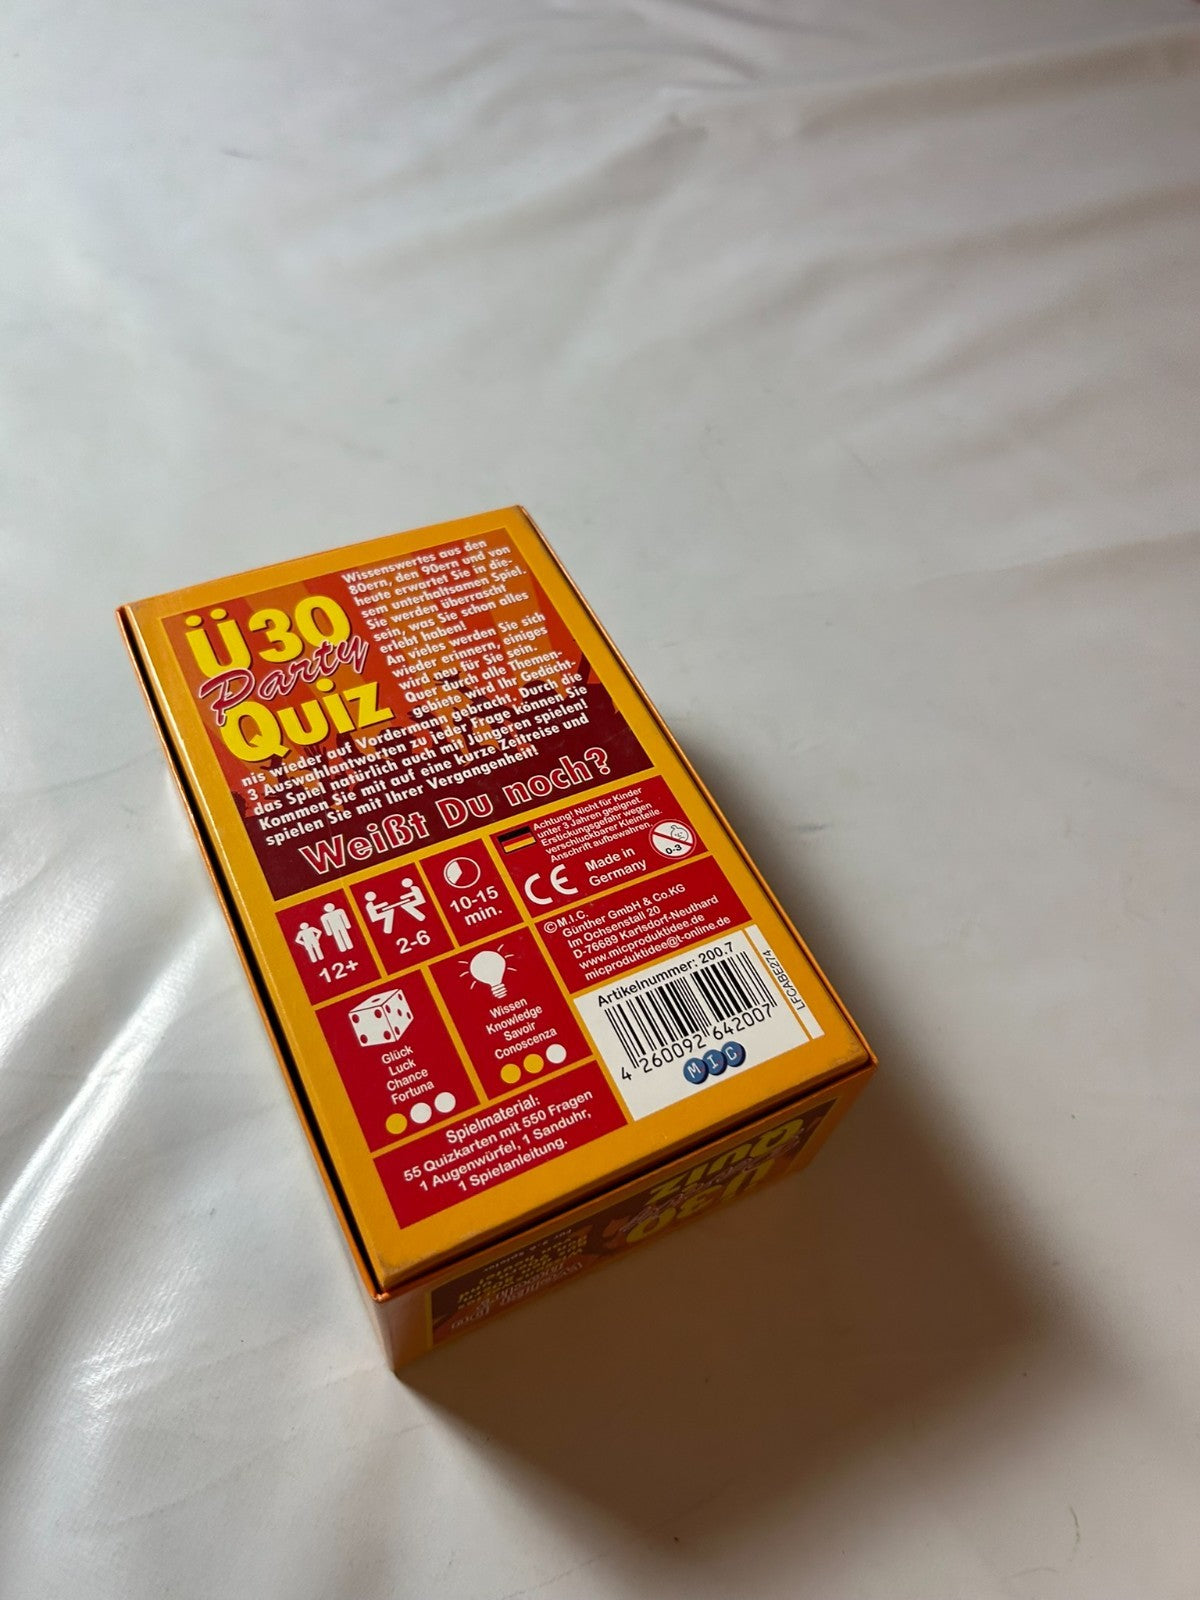 Ü30
Party
Quiz
Wissenswertes aus den
80ern, den 90ern und von
heute erwartet Sie in die-
sem unterhaltsamen Spiel.
Sie werden überrascht
sein, was Sie schon alles
erlebt haben!
An vieles werden Sie sich
wieder erinnern, einiges
wird neu für Sie sein.
Quer durch alle Themen-
gebiete wird Ihr Gedächt-
nis wieder auf Vordermann gebracht. Durch die
3 Auswahlantworten zu jeder Frage können Sie
das Spiel natürlich auch mit Jüngeren spielen!
Kommen Sie mit auf eine kurze Zeitreise und
spielen Sie mit Ihrer Vergangenheit!
Weißt Du noch?
12+
2-6
10-15
min.
Achtung! Nicht für Kinder
unter 3 Jahren geeignet.
Erstickungsgefahr wegen
verschluckbarer Kleinteile.
Anschrift aufbewahren.
0-3
CE
Made in
Germany
©M.I.C.
Günther GmbH & Co.KG
Im Ochsenstall 20
D-76689 Karlsdorf-Neuthard
www.micproduktidee.de
micproduktidee@t-online.de
Glück
Luck
Chance
Fortuna
Wissen
Knowledge
Savoir
Conoscenza
Artikelnummer: 200.7
4 260092 642007
LFCABE274
MIC
Spielmaterial:
55 Quizkarten mit 550 Fragen
1 Augenwürfel, 1 Sanduhr,
1 Spielanleitung.
Ü30
Quiz